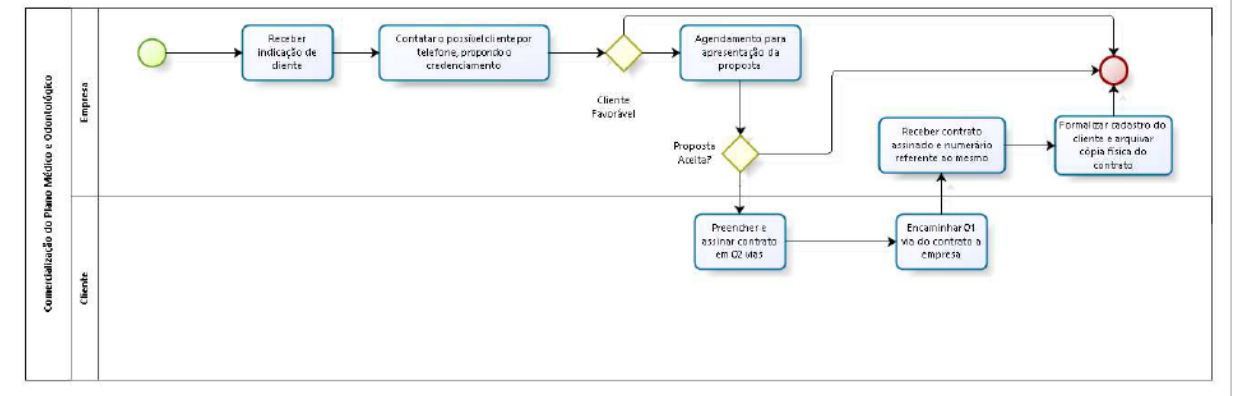 Comercialização do Plano Médico e Odontológico
Empresa
Receber
indicação de
cliente
Contatar o possível cliente por
telefone, propondo o
credenciamento
Cliente
Favorável
Agendamento para
apresentação da
proposta
Proposta
Aceita?
Receber contrato
assinado e numerário
referente ao mesmo
Formalizar cadastro do
cliente e arquivar
cópia física do
contrato
Cliente
Preencher e
assinar contrato
em 02 vias
Encaminhar 01
via do contrato a
empresa